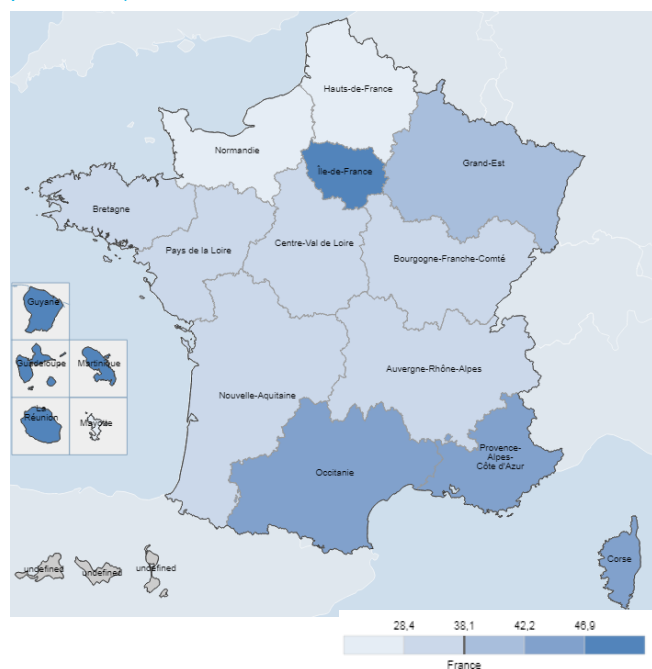 Hauts-de-France
Normandie
Île-de-France
Grand-Est
Bretagne
Pays de la Loire
Centre-Val de Loire
Bourgogne-Franche-Comté
Guyane
Guadeloupe
Martinique
La
Réunion
Mayotte
Auvergne-Rhône-Alpes
Nouvelle-Aquitaine
Provence-
Alpes-
Côte d'Azur
Occitanie
Corse
undefined
undefined
undefined
28,4 38,1 42,2 46,9
France